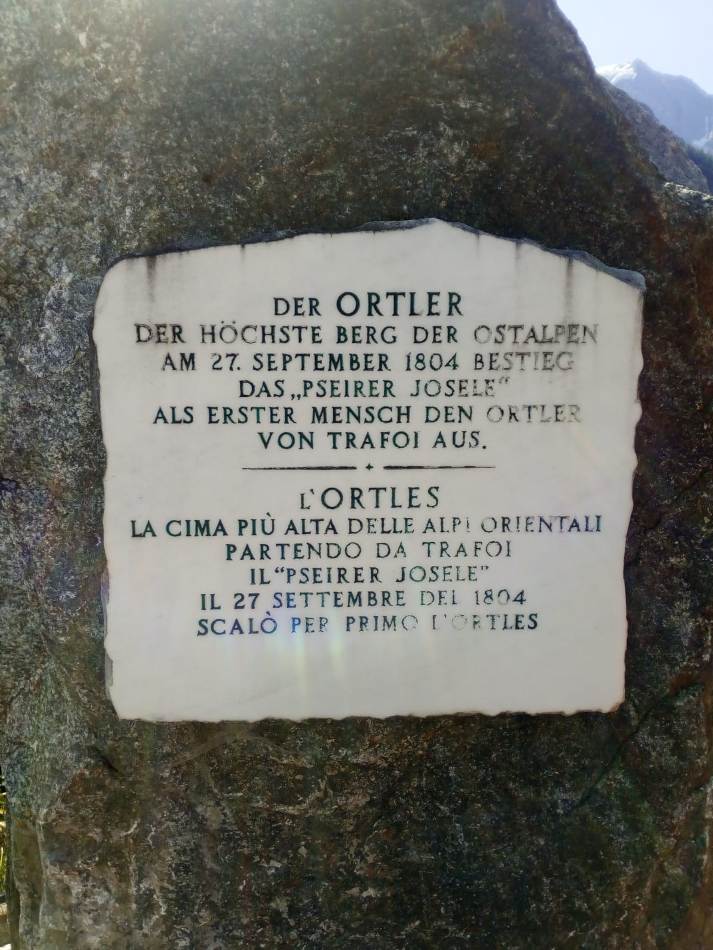 DER ORTLER
DER HÖCHSTE BERG DER OSTALPEN
AM 27. SEPTEMBER 1804 BESTIEG
DAS „PSEIRER JOSELE"
ALS ERSTER MENSCH DEN ORTLER
VON TRAFOI AUS.
L'ORTLES
LA CIMA PIÙ ALTA DELLE ALPI ORIENTALI
PARTENDO DA TRAFOI
IL "PSEIRER JOSELE"
IL 27 SETTEMBRE DEL 1804
SCALÒ PER PRIMO L'ORTLES